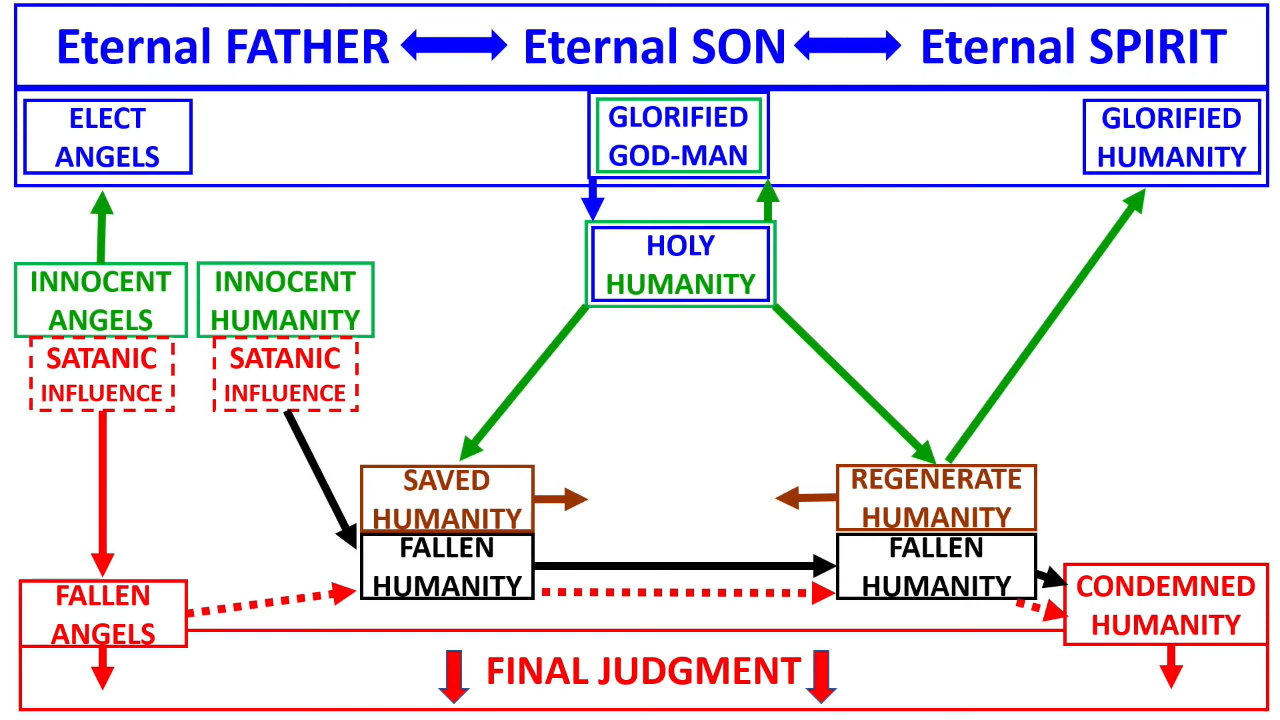 Eternal FATHER Eternal SON Eternal SPIRIT
ELECT
ANGELS
GLORIFIED
GOD-MAN
GLORIFIED
HUMANITY
HOLY
HUMANITY
INNOCENT
ANGELS
SATANIC
INFLUENCE
INNOCENT
HUMANITY
SATANIC
INFLUENCE
SAVED
HUMANITY
FALLEN
HUMANITY
REGENERATE
HUMANITY
FALLEN
HUMANITY
FALLEN
ANGELS
CONDEMNED
HUMANITY
FINAL JUDGMENT